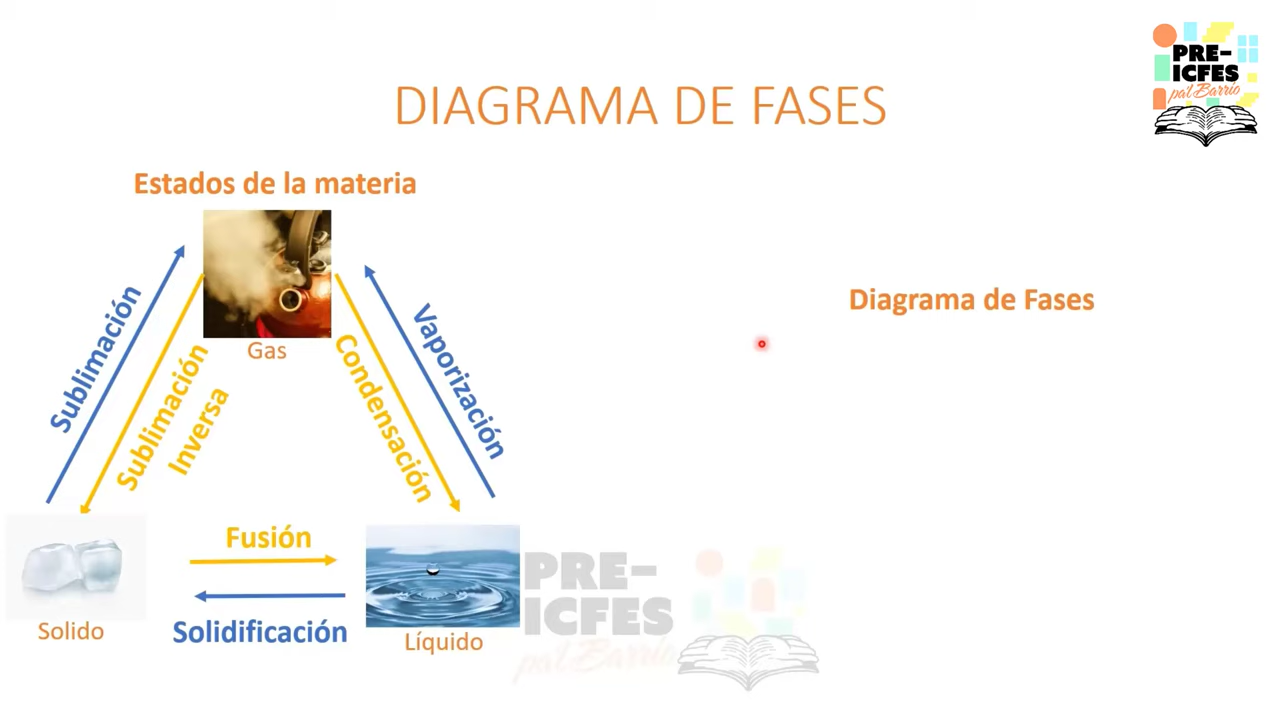 PRE-
ICFES
pa'l Barrio
DIAGRAMA DE FASES
Estados de la materia
Sublimación
Sublimación
Inversa
Gas
Condensación
Vaporización
Diagrama de Fases
Fusión
Solidificación
Solido
Líquido
PRE-
ICFES
pa'l Barrio